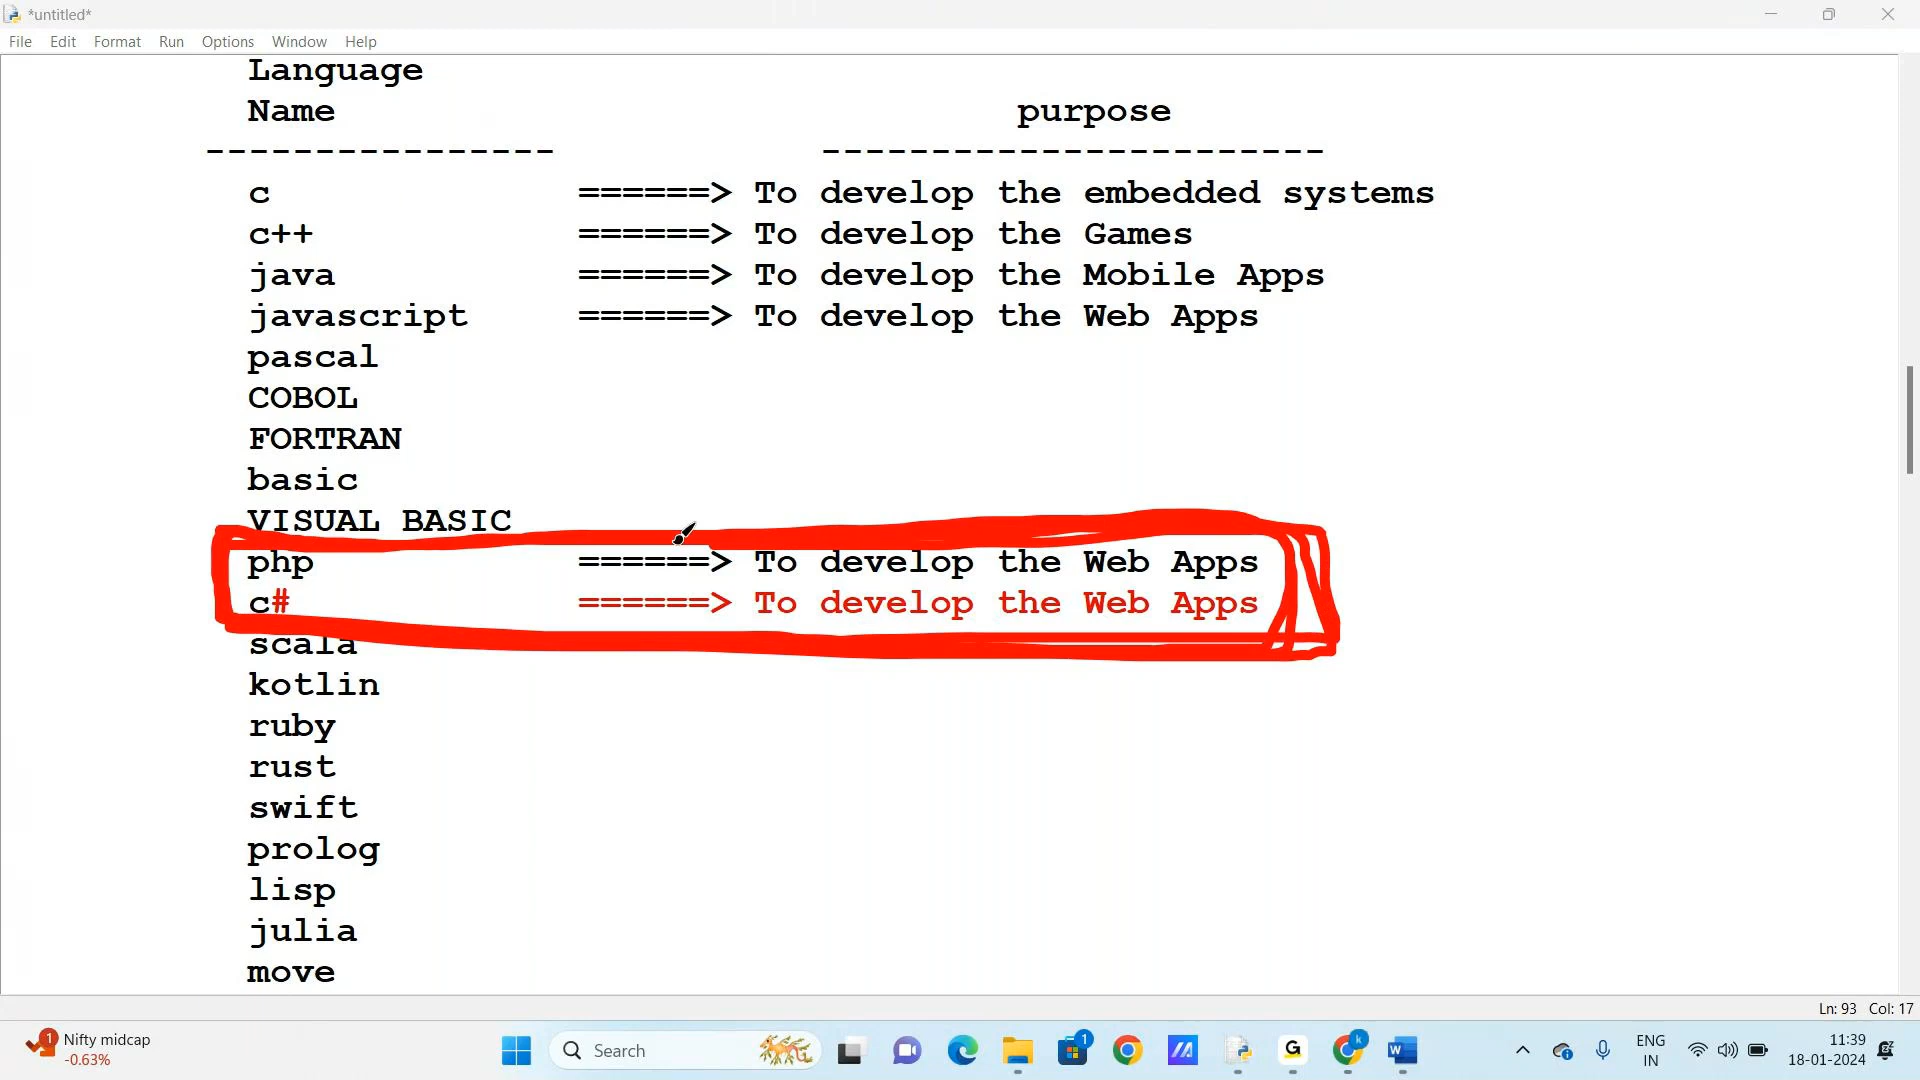 *untitled*
File Edit Format Run Options Window Help
Language
Name purpose
---------------- -----------------------
c ======> To develop the embedded systems
c++ ======> To develop the Games
java ======> To develop the Mobile Apps
javascript ======> To develop the Web Apps
pascal
COBOL
FORTRAN
basic
VISUAL BASIC
php ======> To develop the Web Apps
c# ======> To develop the Web Apps
scala
kotlin
ruby
rust
swift
prolog
lisp
julia
move
Ln: 93 Col: 17
1 Nifty midcap
-0.63%
Search
1
G
k
W
ENG
IN
11:39
18-01-2024